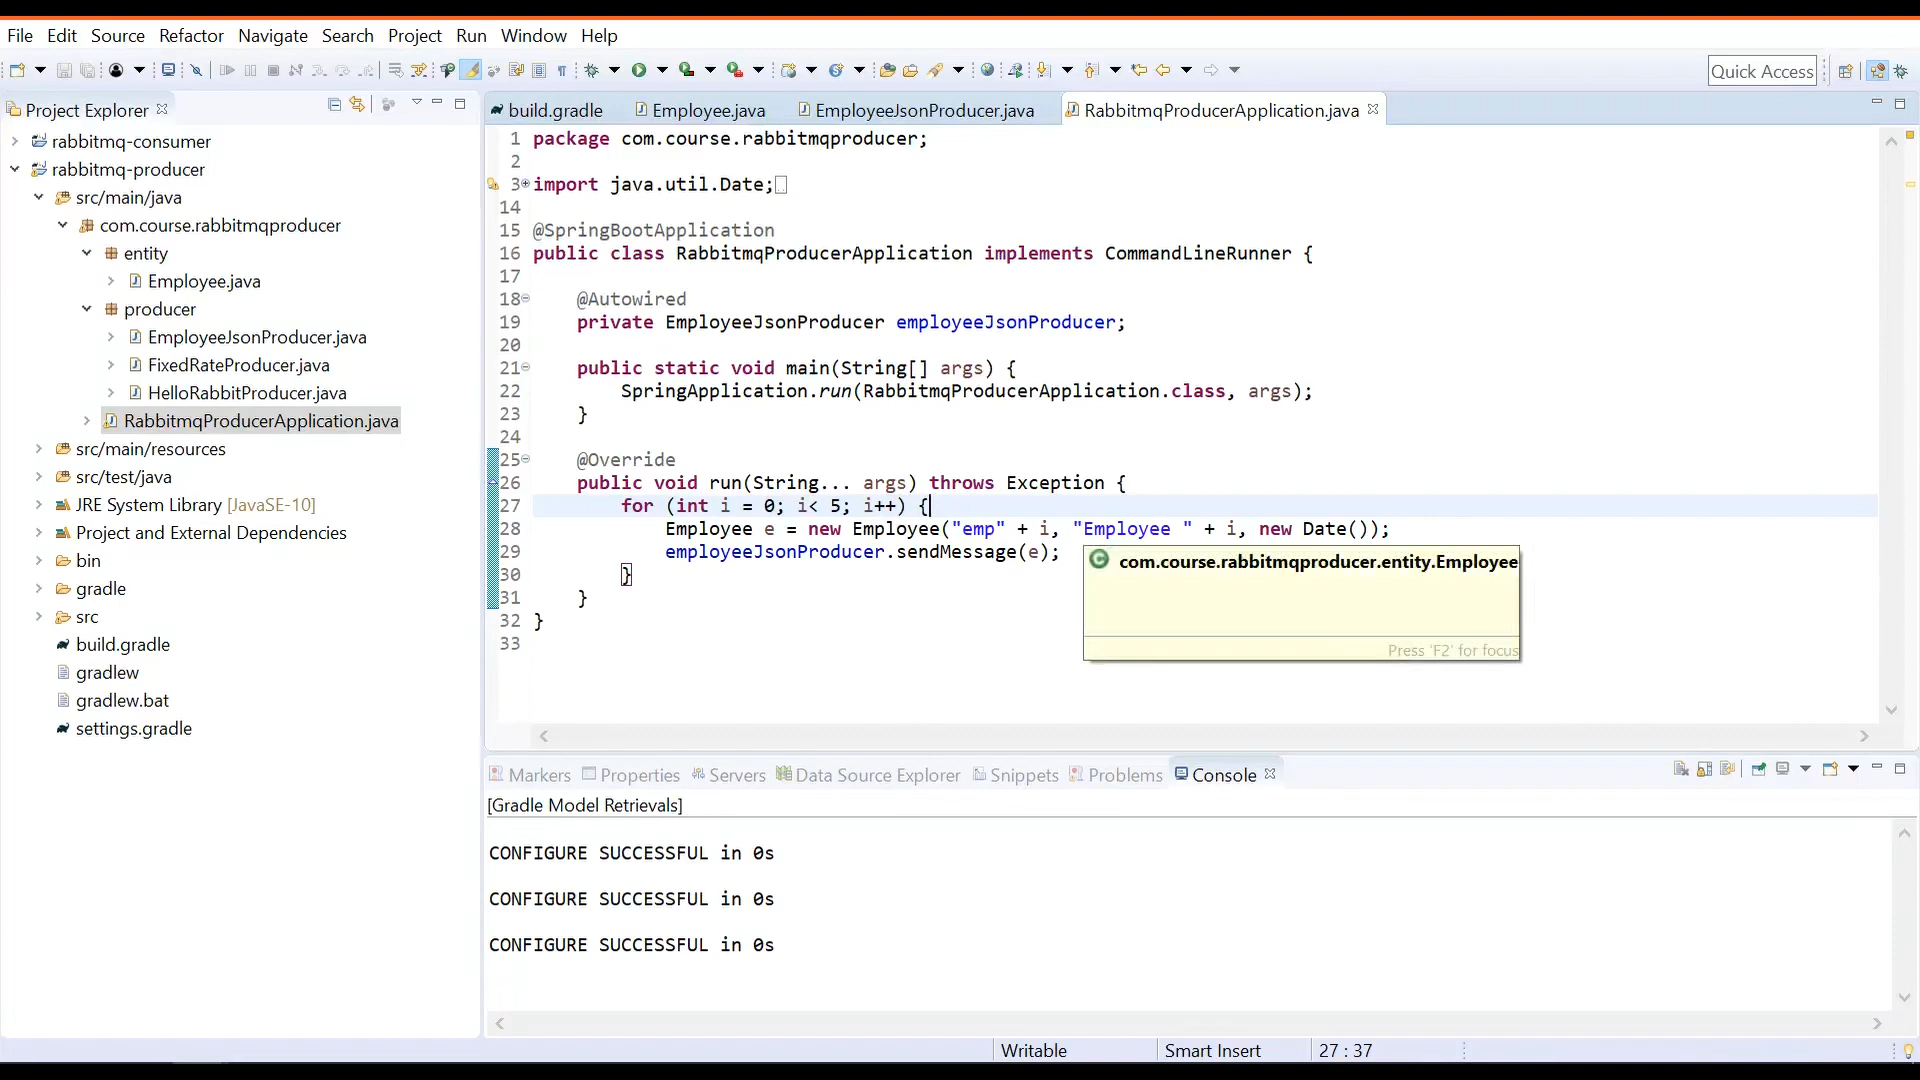 File Edit Source Refactor Navigate Search Project Run Window Help
Quick Access
Project Explorer
rabbitmq-consumer
rabbitmq-producer
src/main/java
com.course.rabbitmqproducer
entity
Employee.java
producer
EmployeeJsonProducer.java
FixedRateProducer.java
HelloRabbitProducer.java
RabbitmqProducerApplication.java
src/main/resources
src/test/java
JRE System Library [JavaSE-10]
Project and External Dependencies
bin
gradle
src
build.gradle
gradlew
gradlew.bat
settings.gradle
build.gradle Employee.java EmployeeJsonProducer.java RabbitmqProducerApplication.java
1 package com.course.rabbitmqproducer;
2
3 import java.util.Date;
14
15 @SpringBootApplication
16 public class RabbitmqProducerApplication implements CommandLineRunner {
17
18 @Autowired
19 private EmployeeJsonProducer employeeJsonProducer;
20
21 public static void main(String[] args) {
22 SpringApplication.run(RabbitmqProducerApplication.class, args);
23 }
24
25 @Override
26 public void run(String... args) throws Exception {
27 for (int i = 0; i< 5; i++) {
28 Employee e = new Employee("emp" + i, "Employee " + i, new Date());
29 employeeJsonProducer.sendMessage(e);
30 }
31 }
32 }
33
com.course.rabbitmqproducer.entity.Employee
Press 'F2' for focus
Markers Properties Servers Data Source Explorer Snippets Problems Console
[Gradle Model Retrievals]
CONFIGURE SUCCESSFUL in 0s
CONFIGURE SUCCESSFUL in 0s
CONFIGURE SUCCESSFUL in 0s
Writable Smart Insert 27 : 37